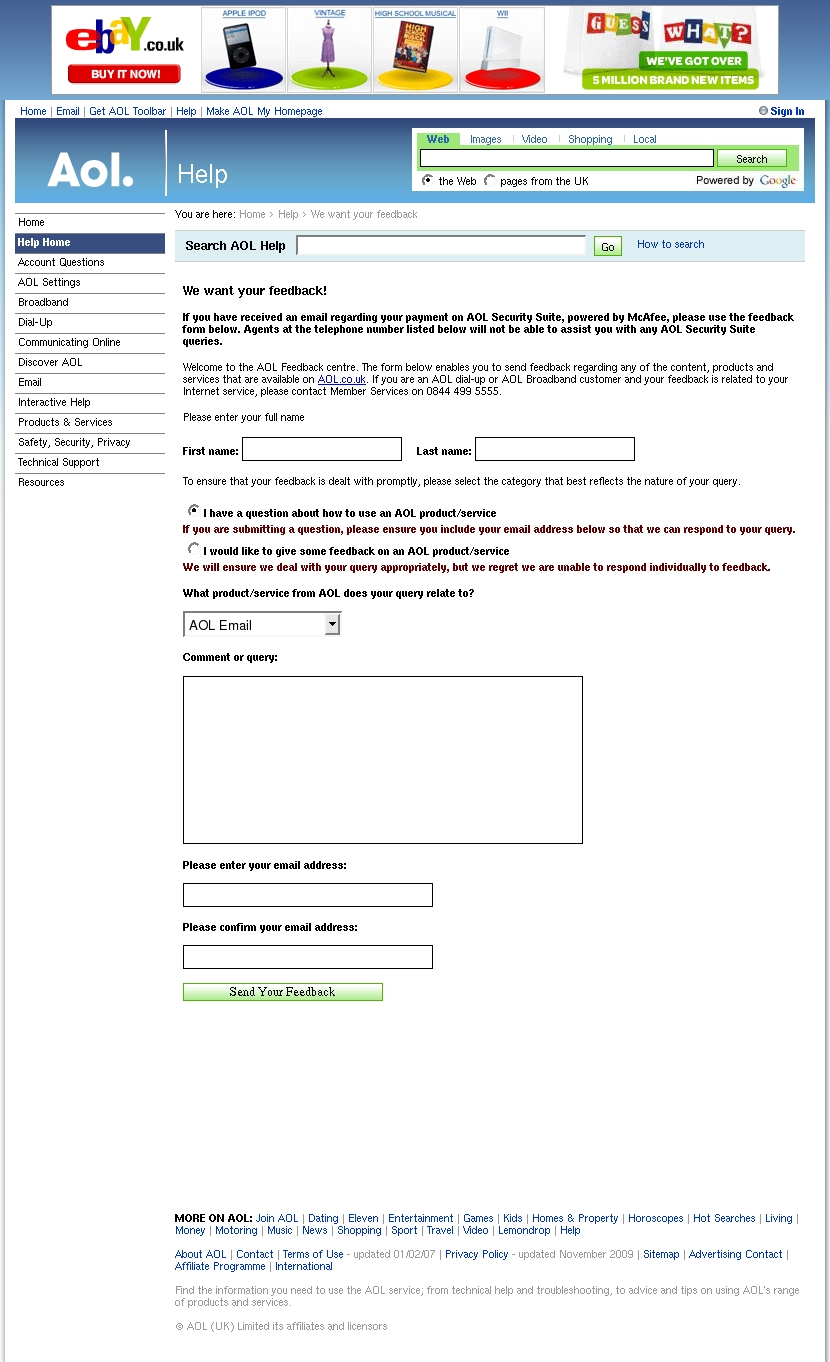 ebay.co.uk
BUY IT NOW!
APPLE IPOD
VINTAGE
HIGH SCHOOL MUSICAL
WII
GUESS WHAT?
WE'VE GOT OVER
5 MILLION BRAND NEW ITEMS
Home | Email | Get AOL Toolbar | Help | Make AOL My Homepage
Sign In
Aol. Help
Web Images Video Shopping Local
Search
the Web pages from the UK Powered by Google
You are here: Home > Help > We want your feedback
Home
Help Home
Account Questions
AOL Settings
Broadband
Dial-Up
Communicating Online
Discover AOL
Email
Interactive Help
Products & Services
Safety, Security, Privacy
Technical Support
Resources
Search AOL Help Go How to search
We want your feedback!
If you have received an email regarding your payment on AOL Security Suite, powered by McAfee, please use the feedback
form below. Agents at the telephone number listed below will not be able to assist you with any AOL Security Suite
queries.
Welcome to the AOL Feedback centre. The form below enables you to send feedback regarding any of the content, products and
services that are available on AOL.co.uk. If you are an AOL dial-up or AOL Broadband customer and your feedback is related to your
Internet service, please contact Member Services on 0844 499 5555.
Please enter your full name
First name: Last name:
To ensure that your feedback is dealt with promptly, please select the category that best reflects the nature of your query.
I have a question about how to use an AOL product/service
If you are submitting a question, please ensure you include your email address below so that we can respond to your query.
I would like to give some feedback on an AOL product/service
We will ensure we deal with your query appropriately, but we regret we are unable to respond individually to feedback.
What product/service from AOL does your query relate to?
AOL Email
Comment or query:
Please enter your email address:
Please confirm your email address:
Send Your Feedback
MORE ON AOL: Join AOL | Dating | Eleven | Entertainment | Games | Kids | Homes & Property | Horoscopes | Hot Searches | Living |
Money | Motoring | Music | News | Shopping | Sport | Travel | Video | Lemondrop | Help
About AOL | Contact | Terms of Use - updated 01/02/07 | Privacy Policy - updated November 2009 | Sitemap | Advertising Contact |
Affiliate Programme | International
Find the information you need to use the AOL service; from technical help and troubleshooting, to advice and tips on using AOL's range
of products and services.
© AOL (UK) Limited its affiliates and licensors